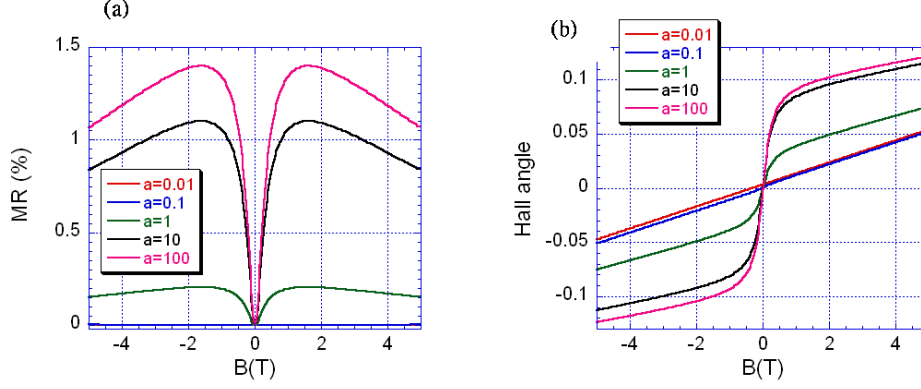 (a)
1.5
1
0.5
0
MR (%)
a=0.01
a=0.1
a=1
a=10
a=100
-4
-2
0
2
4
B(T)
(b)
a=0.01
a=0.1
a=1
a=10
a=100
0.1
0.05
0
-0.05
-0.1
Hall angle
-4
-2
0
2
4
B(T)